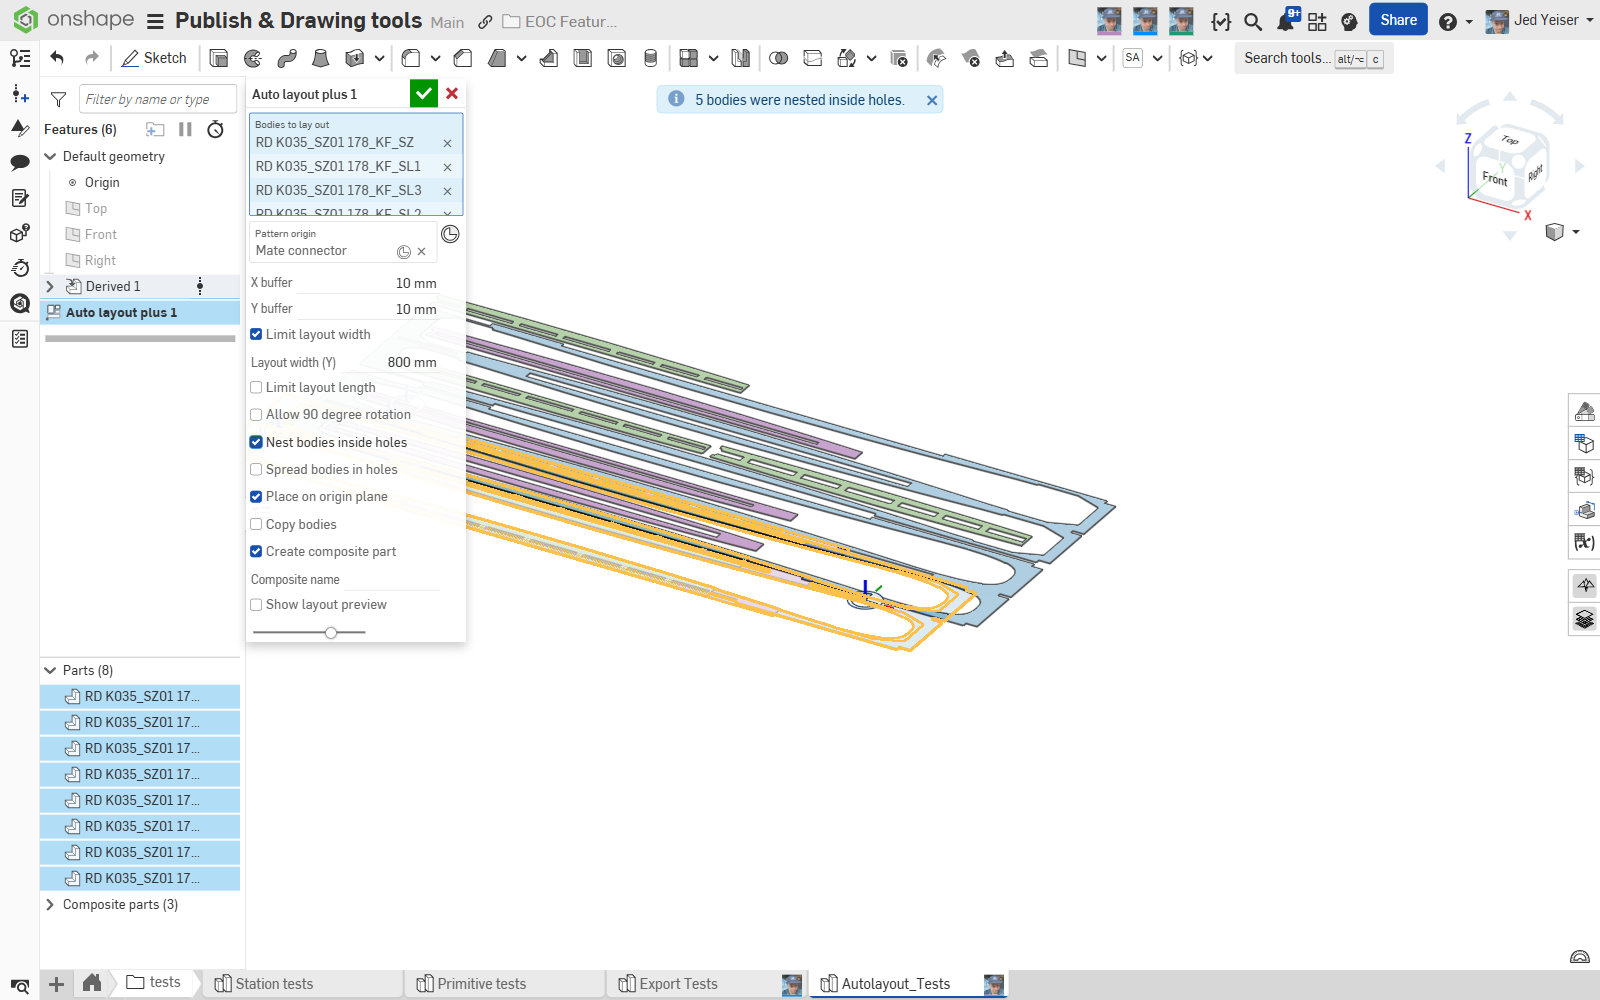 onshape
Publish & Drawing tools
Main
EOC Featur...
9+
Share
Jed Yeiser
Sketch
SA
Search tools...
alt/⌥
c
Filter by name or type
Features (6)
Default geometry
Origin
Top
Front
Right
Derived 1
Auto layout plus 1
Auto layout plus 1
Bodies to lay out
RD K035_SZ01 178_KF_SZ
RD K035_SZ01 178_KF_SL1
RD K035_SZ01 178_KF_SL3
RD K035_SZ01 178_KF_SL2
Pattern origin
Mate connector
X buffer
10 mm
Y buffer
10 mm
Limit layout width
Layout width (Y)
800 mm
Limit layout length
Allow 90 degree rotation
Nest bodies inside holes
Spread bodies in holes
Place on origin plane
Copy bodies
Create composite part
Composite name
Show layout preview
5 bodies were nested inside holes.
Z
Top
Y
Front
Right
X
Parts (8)
RD K035_SZ01 17...
RD K035_SZ01 17...
RD K035_SZ01 17...
RD K035_SZ01 17...
RD K035_SZ01 17...
RD K035_SZ01 17...
RD K035_SZ01 17...
RD K035_SZ01 17...
Composite parts (3)
tests
Station tests
Primitive tests
Export Tests
Autolayout_Tests